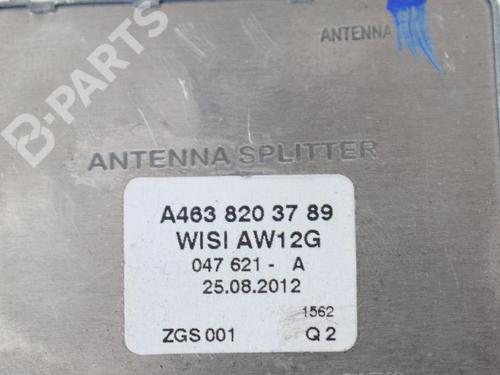 ANTENNA
B-PARTS
ANTENNA SPLITTER
A463 820 37 89
WISI AW12G
047 621 - A
25.08.2012
1562
ZGS 001 Q 2